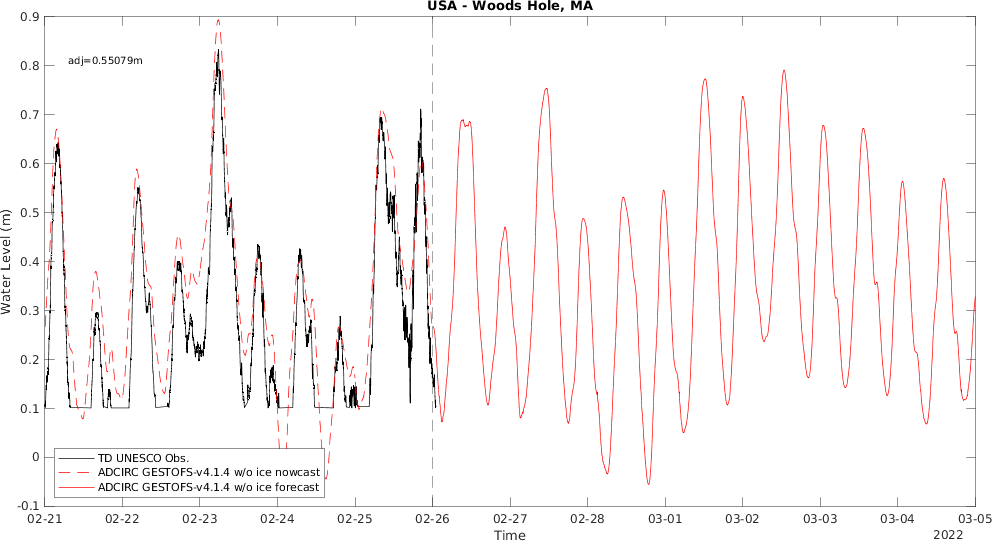 USA - Woods Hole, MA
adj=0.55079m
0.9
0.8
0.7
0.6
0.5
0.4
0.3
0.2
0.1
0
-0.1
Water Level (m)
TD UNESCO Obs.
ADCIRC GESTOFS-v4.1.4 w/o ice nowcast
ADCIRC GESTOFS-v4.1.4 w/o ice forecast
02-21 02-22 02-23 02-24 02-25 02-26 02-27 02-28 03-01 03-02 03-03 03-04 03-05
Time
2022